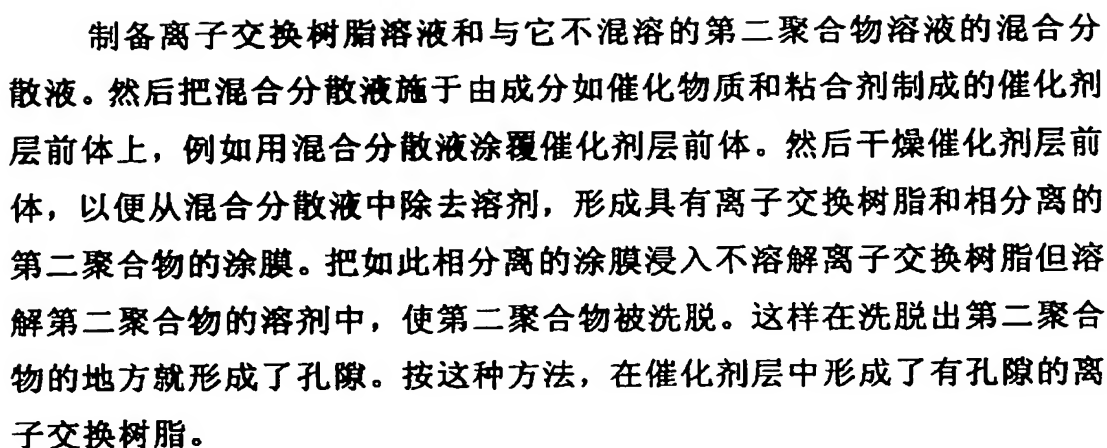 制备离子交换树脂溶液和与它不混溶的第二聚合物溶液的混合分
散液。然后把混合分散液施于由成分如催化物质和粘合剂制成的催化剂
层前体上，例如用混合分散液涂覆催化剂层前体。然后干燥催化剂层前
体，以便从混合分散液中除去溶剂，形成具有离子交换树脂和相分离的
第二聚合物的涂膜。把如此相分离的涂膜浸入不溶解离子交换树脂但溶
解第二聚合物的溶剂中，使第二聚合物被洗脱。这样在洗脱出第二聚合
物的地方就形成了孔隙。按这种方法，在催化剂层中形成了有孔隙的离
子交换树脂。